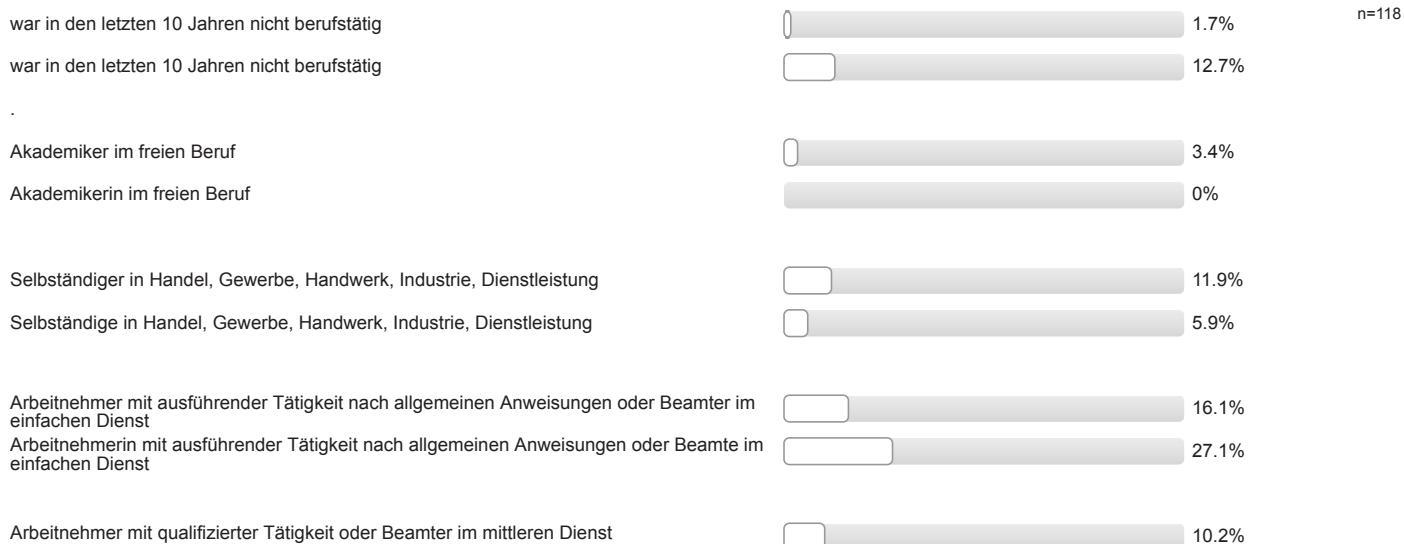 war in den letzten 10 Jahren nicht berufstätig 1.7% n=118
war in den letzten 10 Jahren nicht berufstätig 12.7%
.
Akademiker im freien Beruf 3.4%
Akademikerin im freien Beruf 0%
Selbständiger in Handel, Gewerbe, Handwerk, Industrie, Dienstleistung 11.9%
Selbständige in Handel, Gewerbe, Handwerk, Industrie, Dienstleistung 5.9%
Arbeitnehmer mit ausführender Tätigkeit nach allgemeinen Anweisungen oder Beamter im
einfachen Dienst 16.1%
Arbeitnehmerin mit ausführender Tätigkeit nach allgemeinen Anweisungen oder Beamte im
einfachen Dienst 27.1%
Arbeitnehmer mit qualifizierter Tätigkeit oder Beamter im mittleren Dienst 10.2%